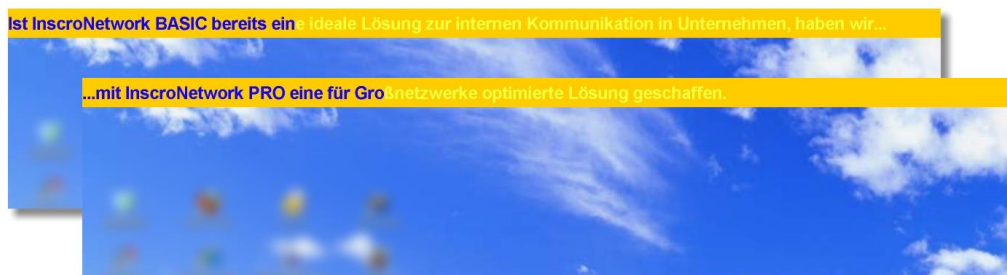 Ist InscroNetwork BASIC bereits eine ideale Lösung zur internen Kommunikation in Unternehmen, haben wir...
...mit InscroNetwork PRO eine für Großnetzwerke optimierte Lösung geschaffen.